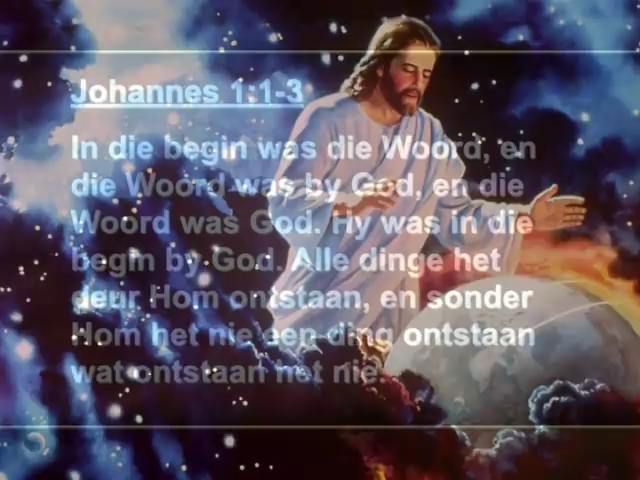 Johannes 1:1-3
In die begin was die Woord, en
die Woord was by God, en die
Woord was God. Hy was in die
begin by God. Alle dinge het
deur Hom ontstaan, en sonder
Hom het nie een ding ontstaan
wat ontstaan het nie.